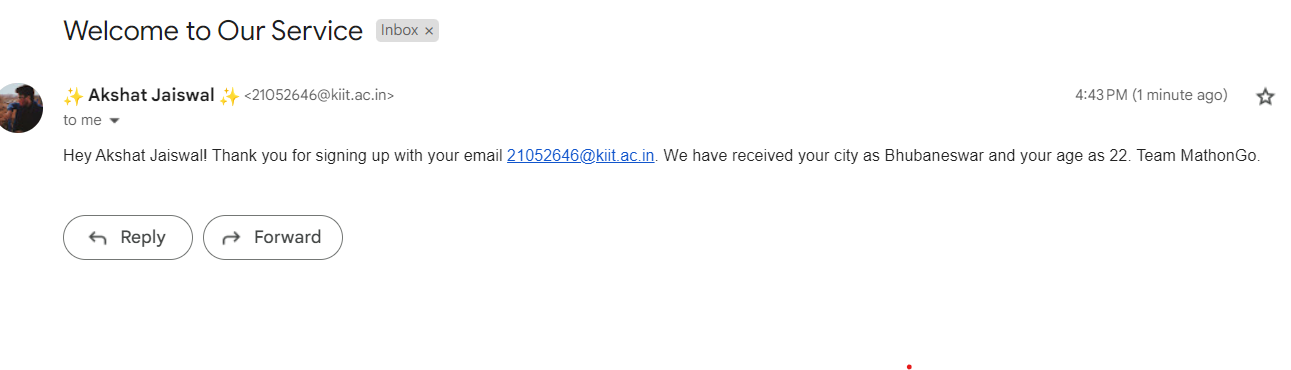 Welcome to Our Service Inbox ×
✨ Akshat Jaiswal ✨ <21052646@kiit.ac.in> 4:43 PM (1 minute ago)
to me
Hey Akshat Jaiswal! Thank you for signing up with your email 21052646@kiit.ac.in. We have received your city as Bhubaneswar and your age as 22. Team MathonGo.
Reply Forward